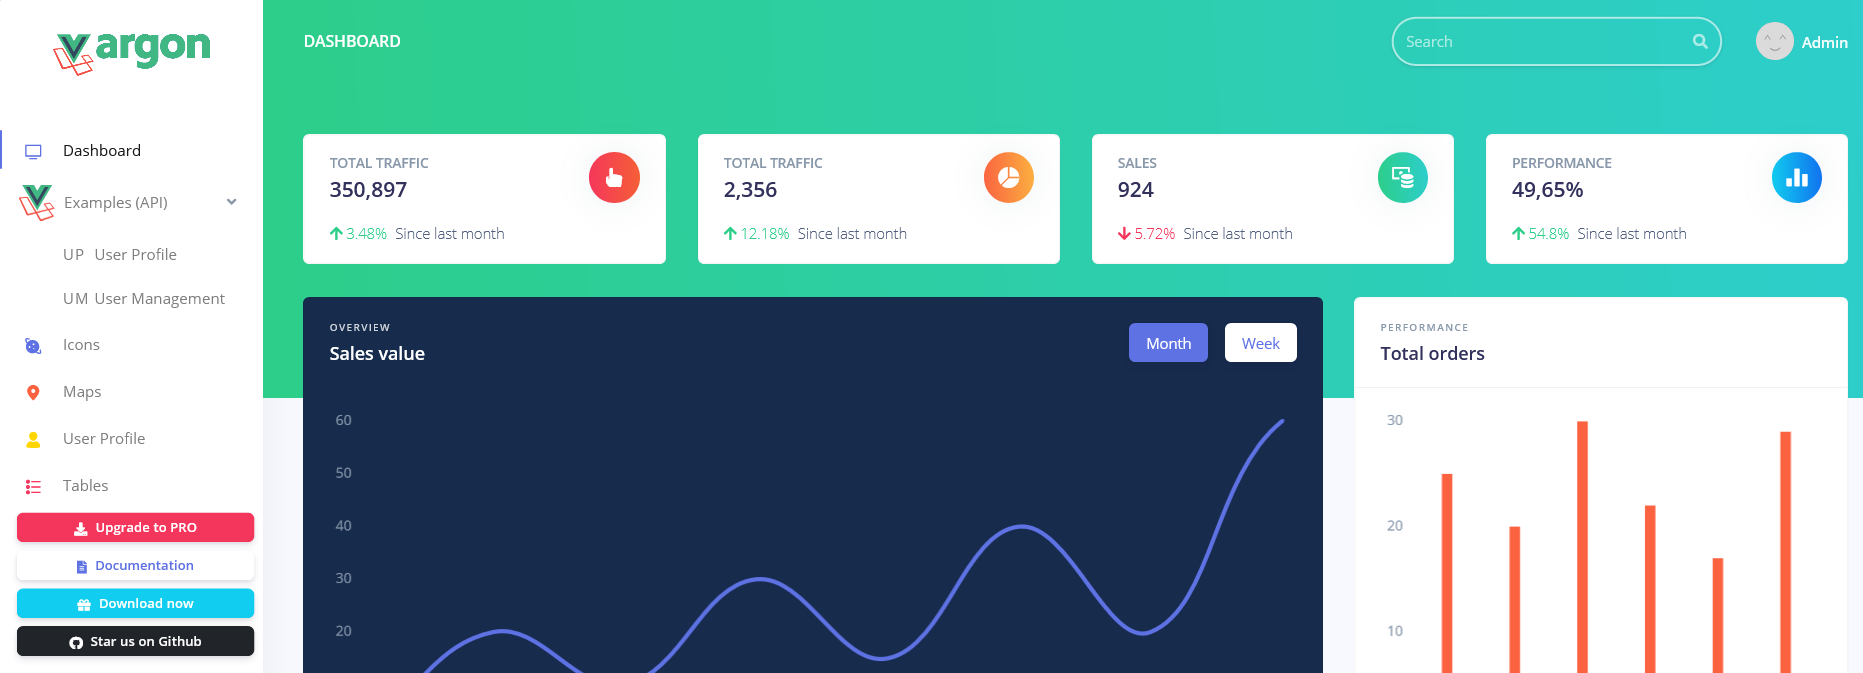 argon
Dashboard
Examples (API)
UP User Profile
UM User Management
Icons
Maps
User Profile
Tables
Upgrade to PRO
Documentation
Download now
Star us on Github
DASHBOARD
Search
Admin
TOTAL TRAFFIC
350,897
3.48% Since last month
TOTAL TRAFFIC
2,356
12.18% Since last month
SALES
924
5.72% Since last month
PERFORMANCE
49,65%
54.8% Since last month
OVERVIEW
Sales value
Month
Week
60
50
40
30
20
PERFORMANCE
Total orders
30
20
10